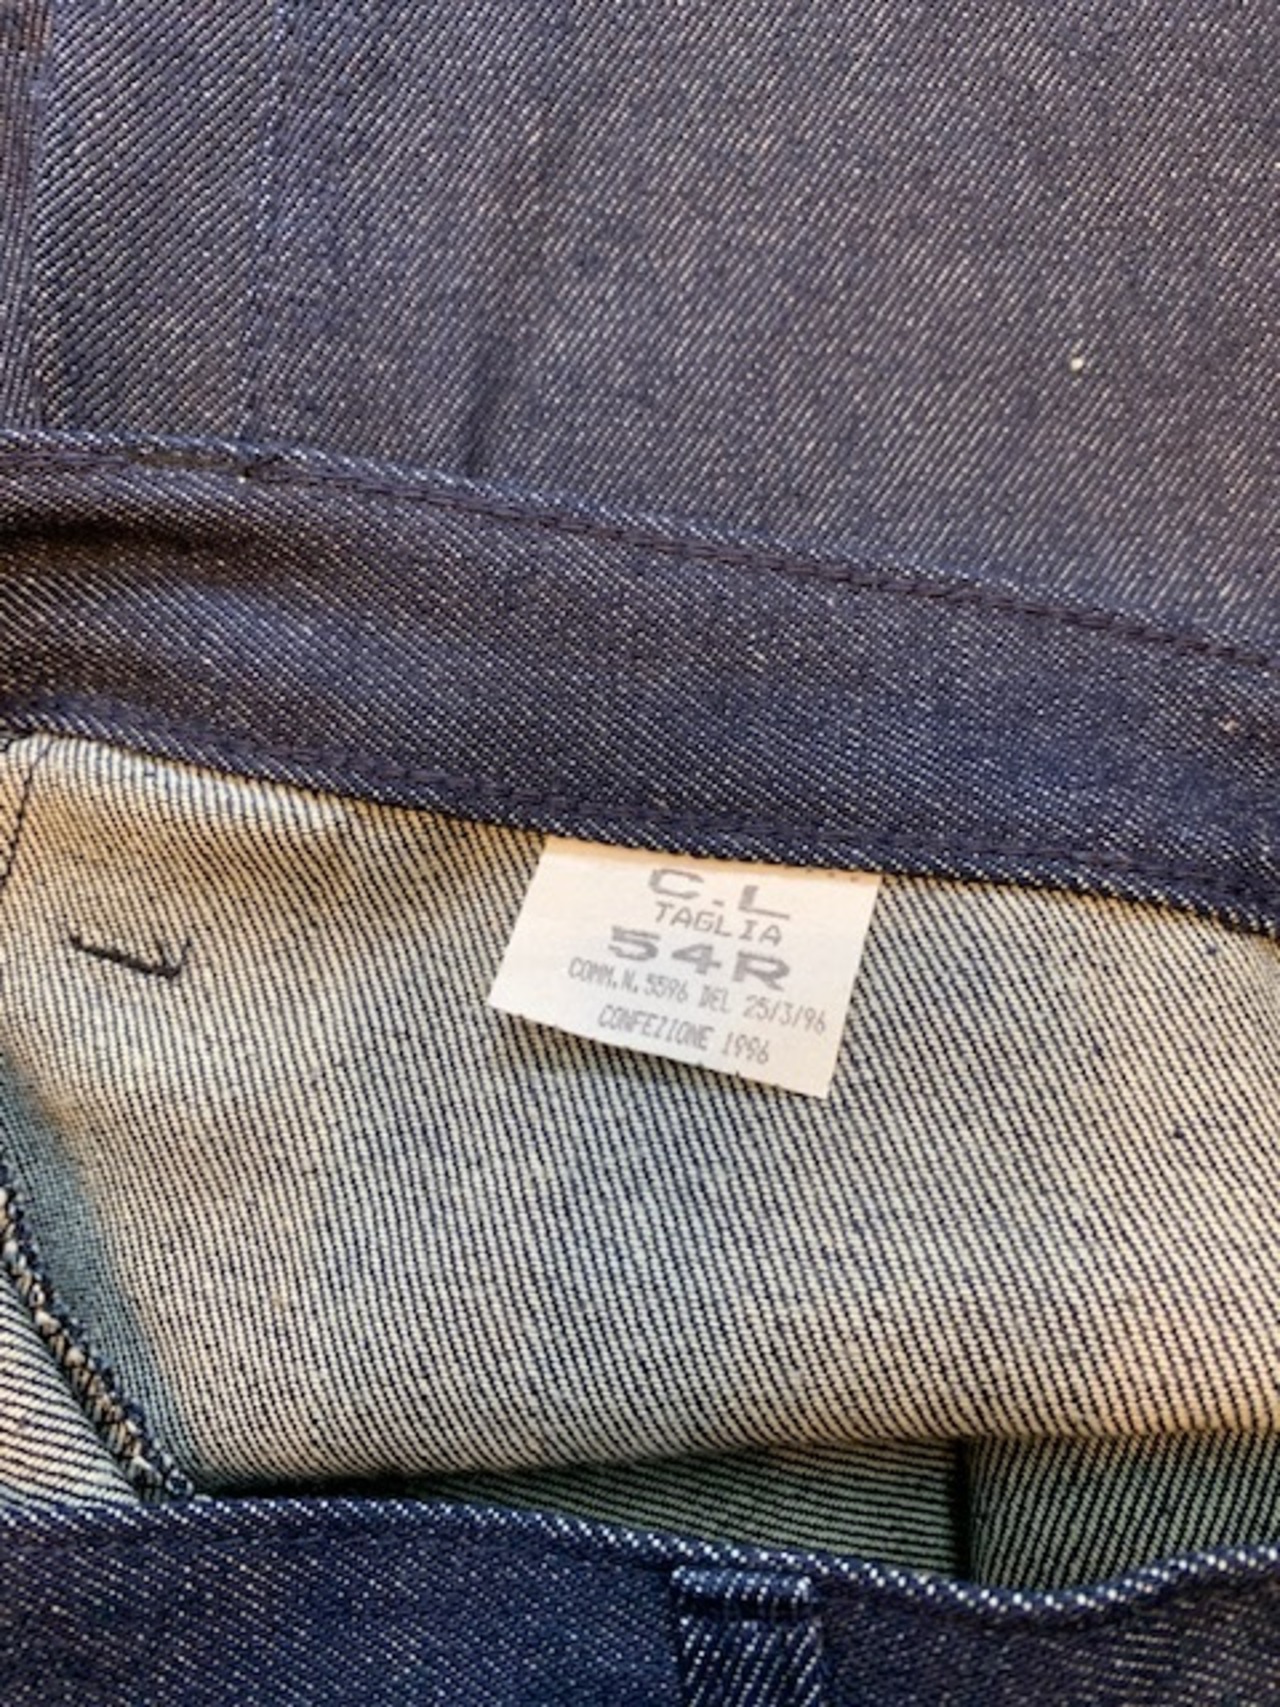 C.L
TAGLIA
54R
COMM.N.5596 DEL 25/3/96
CONFEZIONE 1996